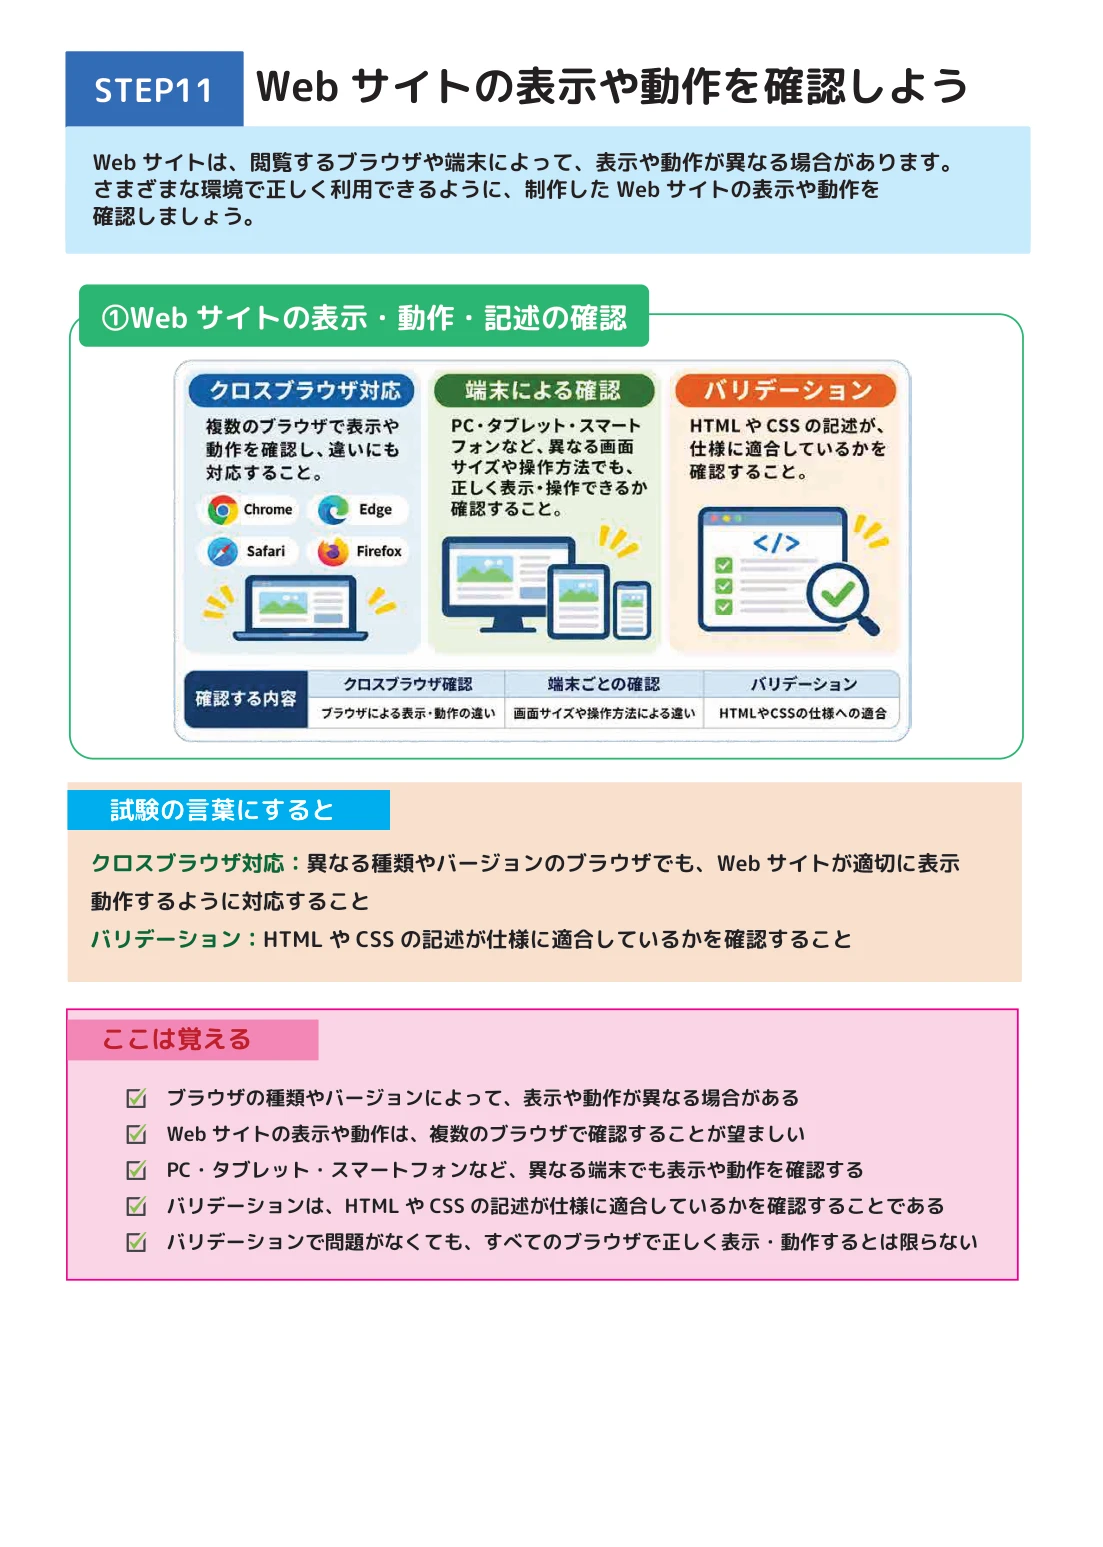 STEP11
Web サイトの表示や動作を確認しよう
Web サイトは、閲覧するブラウザや端末によって、表示や動作が異なる場合があります。
さまざまな環境で正しく利用できるように、制作した Web サイトの表示や動作を
確認しましょう。
①Web サイトの表示・動作・記述の確認
クロスブラウザ対応
複数のブラウザで表示や
動作を確認し、違いにも
対応すること。
Chrome
Edge
Safari
Firefox
端末による確認
PC・タブレット・スマート
フォンなど、異なる画面
サイズや操作方法でも、
正しく表示・操作できるか
確認すること。
バリデーション
HTML や CSS の記述が、
仕様に適合しているかを
確認すること。
</>
確認する内容
クロスブラウザ確認
端末ごとの確認
バリデーション
ブラウザによる表示・動作の違い
画面サイズや操作方法による違い
HTMLやCSSの仕様への適合
試験の言葉にすると
クロスブラウザ対応：異なる種類やバージョンのブラウザでも、Web サイトが適切に表示
動作するように対応すること
バリデーション：HTML や CSS の記述が仕様に適合しているかを確認すること
ここは覚える
ブラウザの種類やバージョンによって、表示や動作が異なる場合がある
Web サイトの表示や動作は、複数のブラウザで確認することが望ましい
PC・タブレット・スマートフォンなど、異なる端末でも表示や動作を確認する
バリデーションは、HTML や CSS の記述が仕様に適合しているかを確認することである
バリデーションで問題がなくても、すべてのブラウザで正しく表示・動作するとは限らない